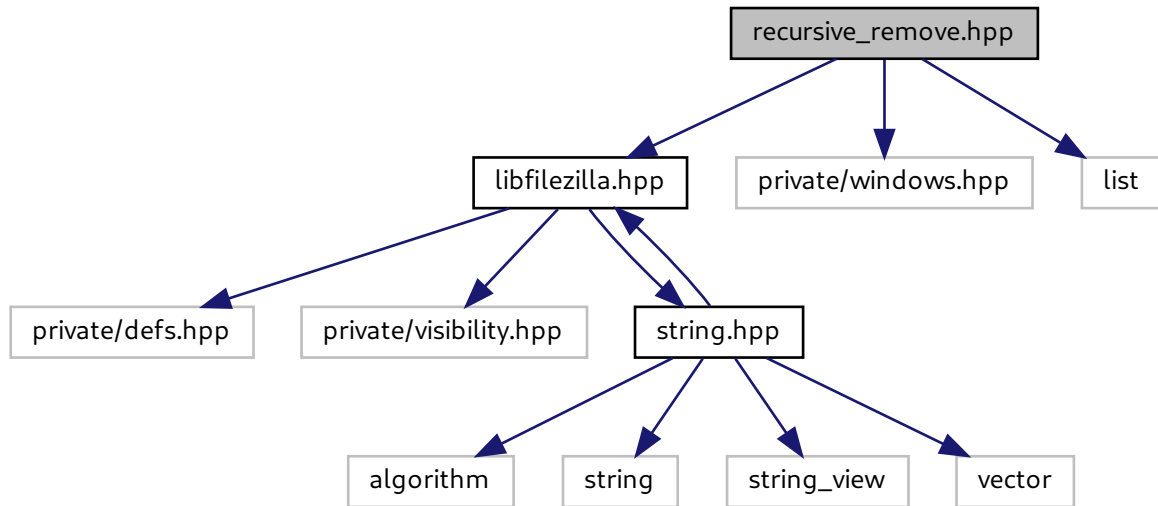 recursive_remove.hpp
libfilezilla.hpp
private/windows.hpp
list
private/defs.hpp
private/visibility.hpp
string.hpp
algorithm
string
string_view
vector